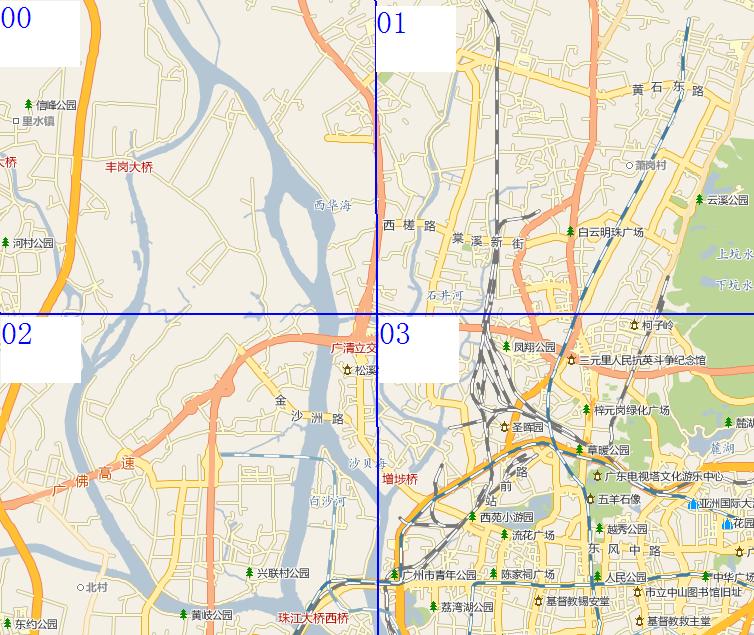 00
信峰公园
里水镇
大桥
丰岗大桥
西华海
河村公园
01
黄石东路
萧岗村
云溪公园
西槎路
棠溪新街
白云明珠广场
上坑水
下坑水
石井河
02
广清立交
松溪
金沙洲路
沙贝海
白沙河
广佛高速
北村
兴联村公园
东约公园
黄岐公园
珠江大桥西桥
03
柯子岭
凤翔公园
三元里人民抗英斗争纪念馆
梓元岗绿化广场
圣晖园
麓湖
麓湖
草暖公园
增埗桥
站前路
广东电视塔文化游乐中心
五羊石像
亚洲国际大
西苑小游园
花园
流花广场
越秀公园
东风中路
广
广州市青年公园
陈家祠广场
人民公园
中华广场
市立中山图书馆旧址
荔湾湖公园
基督教锡安堂
基督教救主堂